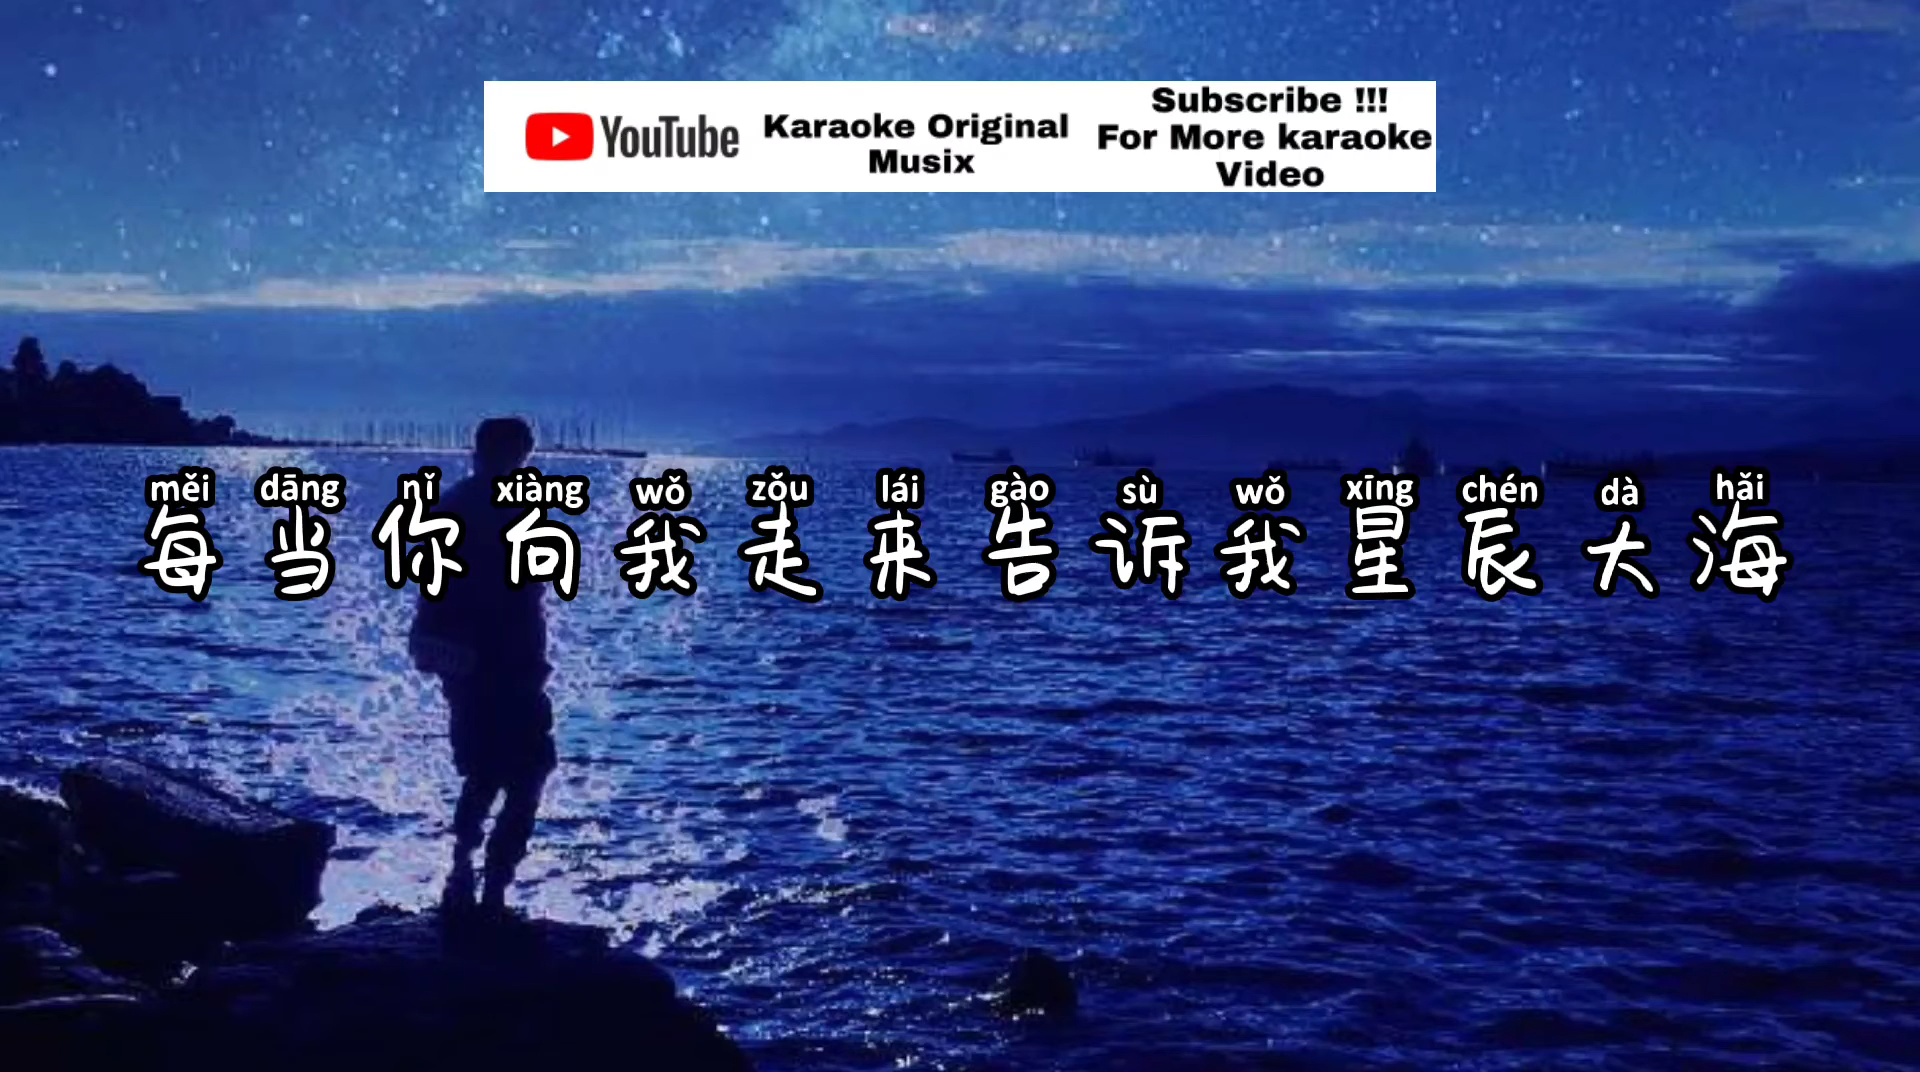 YouTube
Karaoke Original
Musix
Subscribe !!!
For More karaoke
Video
měi dāng nǐ xiàng wǒ zǒu lái gào sù wǒ xīng chén dà hǎi
每当你向我走来告诉我星辰大海